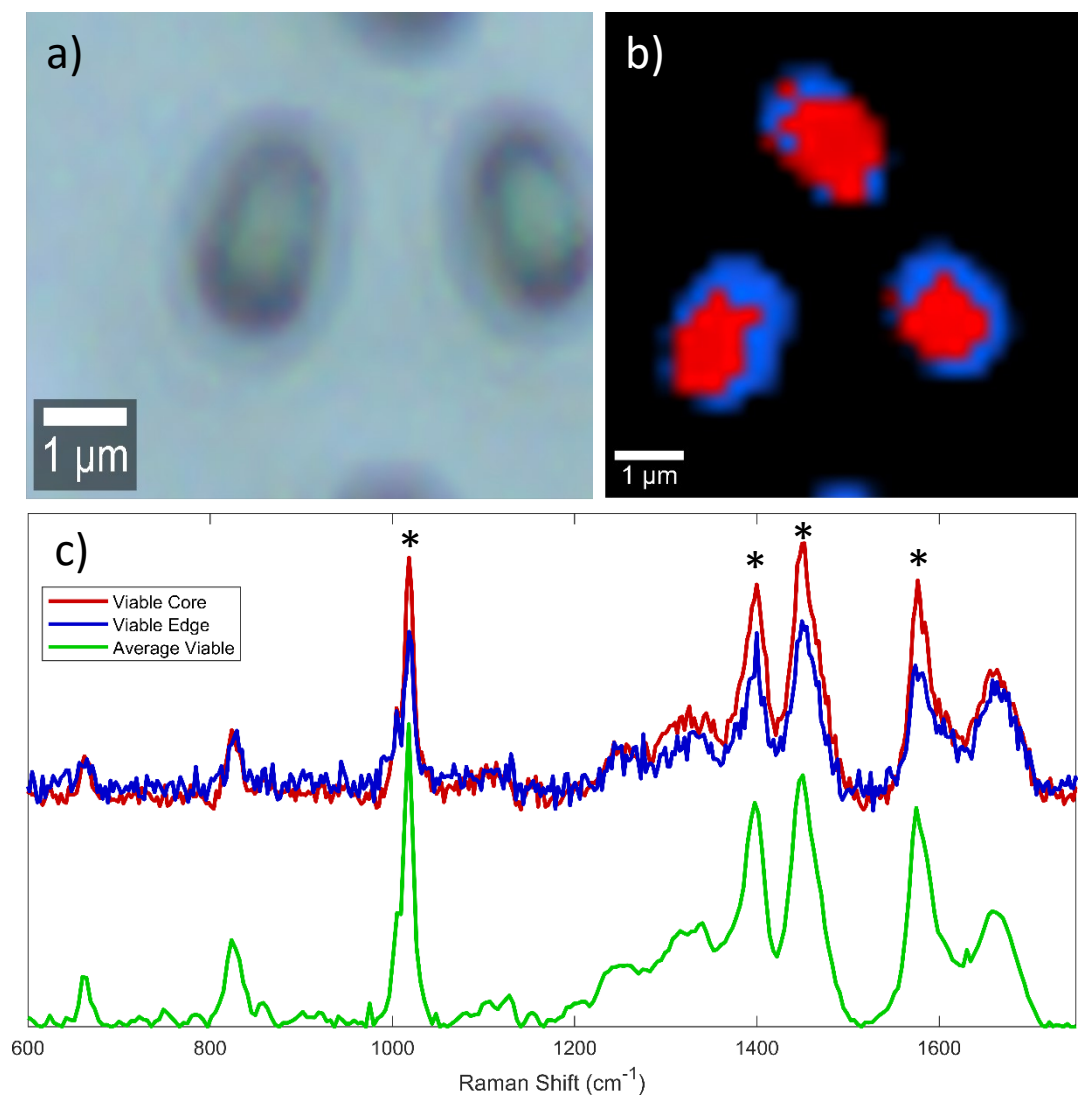 a)
b)
1 μm
1 μm
c)
*
*
*
*
Viable Core
Viable Edge
Average Viable
600
800
1000
1200
1400
1600
Raman Shift (cm⁻¹)